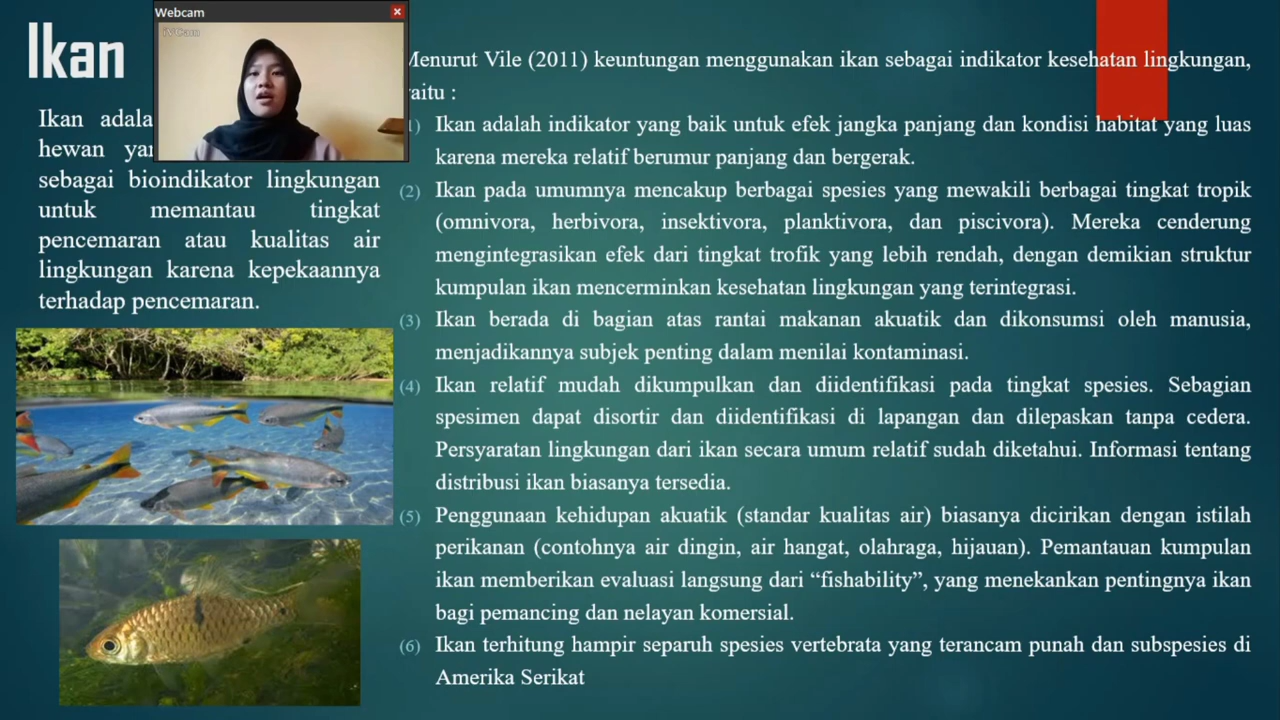 Webcam
iVCam
Ikan
Ikan
hewan
sebagai bioindikator lingkungan
untuk memantau tingkat
pencemaran atau kualitas air
lingkungan karena kepekaannya
terhadap pencemaran.
Menurut Vile (2011) keuntungan menggunakan ikan sebagai indikator kesehatan lingkungan,
:
(1) Ikan adalah indikator yang baik untuk efek jangka panjang dan kondisi habitat yang luas
karena mereka relatif berumur panjang dan bergerak.
(2) Ikan pada umumnya mencakup berbagai spesies yang mewakili berbagai tingkat tropik
(omnivora, herbivora, insektivora, planktivora, dan piscivora). Mereka cenderung
mengintegrasikan efek dari tingkat trofik yang lebih rendah, dengan demikian struktur
kumpulan ikan mencerminkan kesehatan lingkungan yang terintegrasi.
(3) Ikan berada di bagian atas rantai makanan akuatik dan dikonsumsi oleh manusia,
menjadikannya subjek penting dalam menilai kontaminasi.
(4) Ikan relatif mudah dikumpulkan dan diidentifikasi pada tingkat spesies. Sebagian
spesimen dapat disortir dan diidentifikasi di lapangan dan dilepaskan tanpa cedera.
Persyaratan lingkungan dari ikan secara umum relatif sudah diketahui. Informasi tentang
distribusi ikan biasanya tersedia.
(5) Penggunaan kehidupan akuatik (standar kualitas air) biasanya dicirikan dengan istilah
perikanan (contohnya air dingin, air hangat, olahraga, hijauan). Pemantauan kumpulan
ikan memberikan evaluasi langsung dari “fishability”, yang menekankan pentingnya ikan
bagi pemancing dan nelayan komersial.
(6) Ikan terhitung hampir separuh spesies vertebrata yang terancam punah dan subspesies di
Amerika Serikat